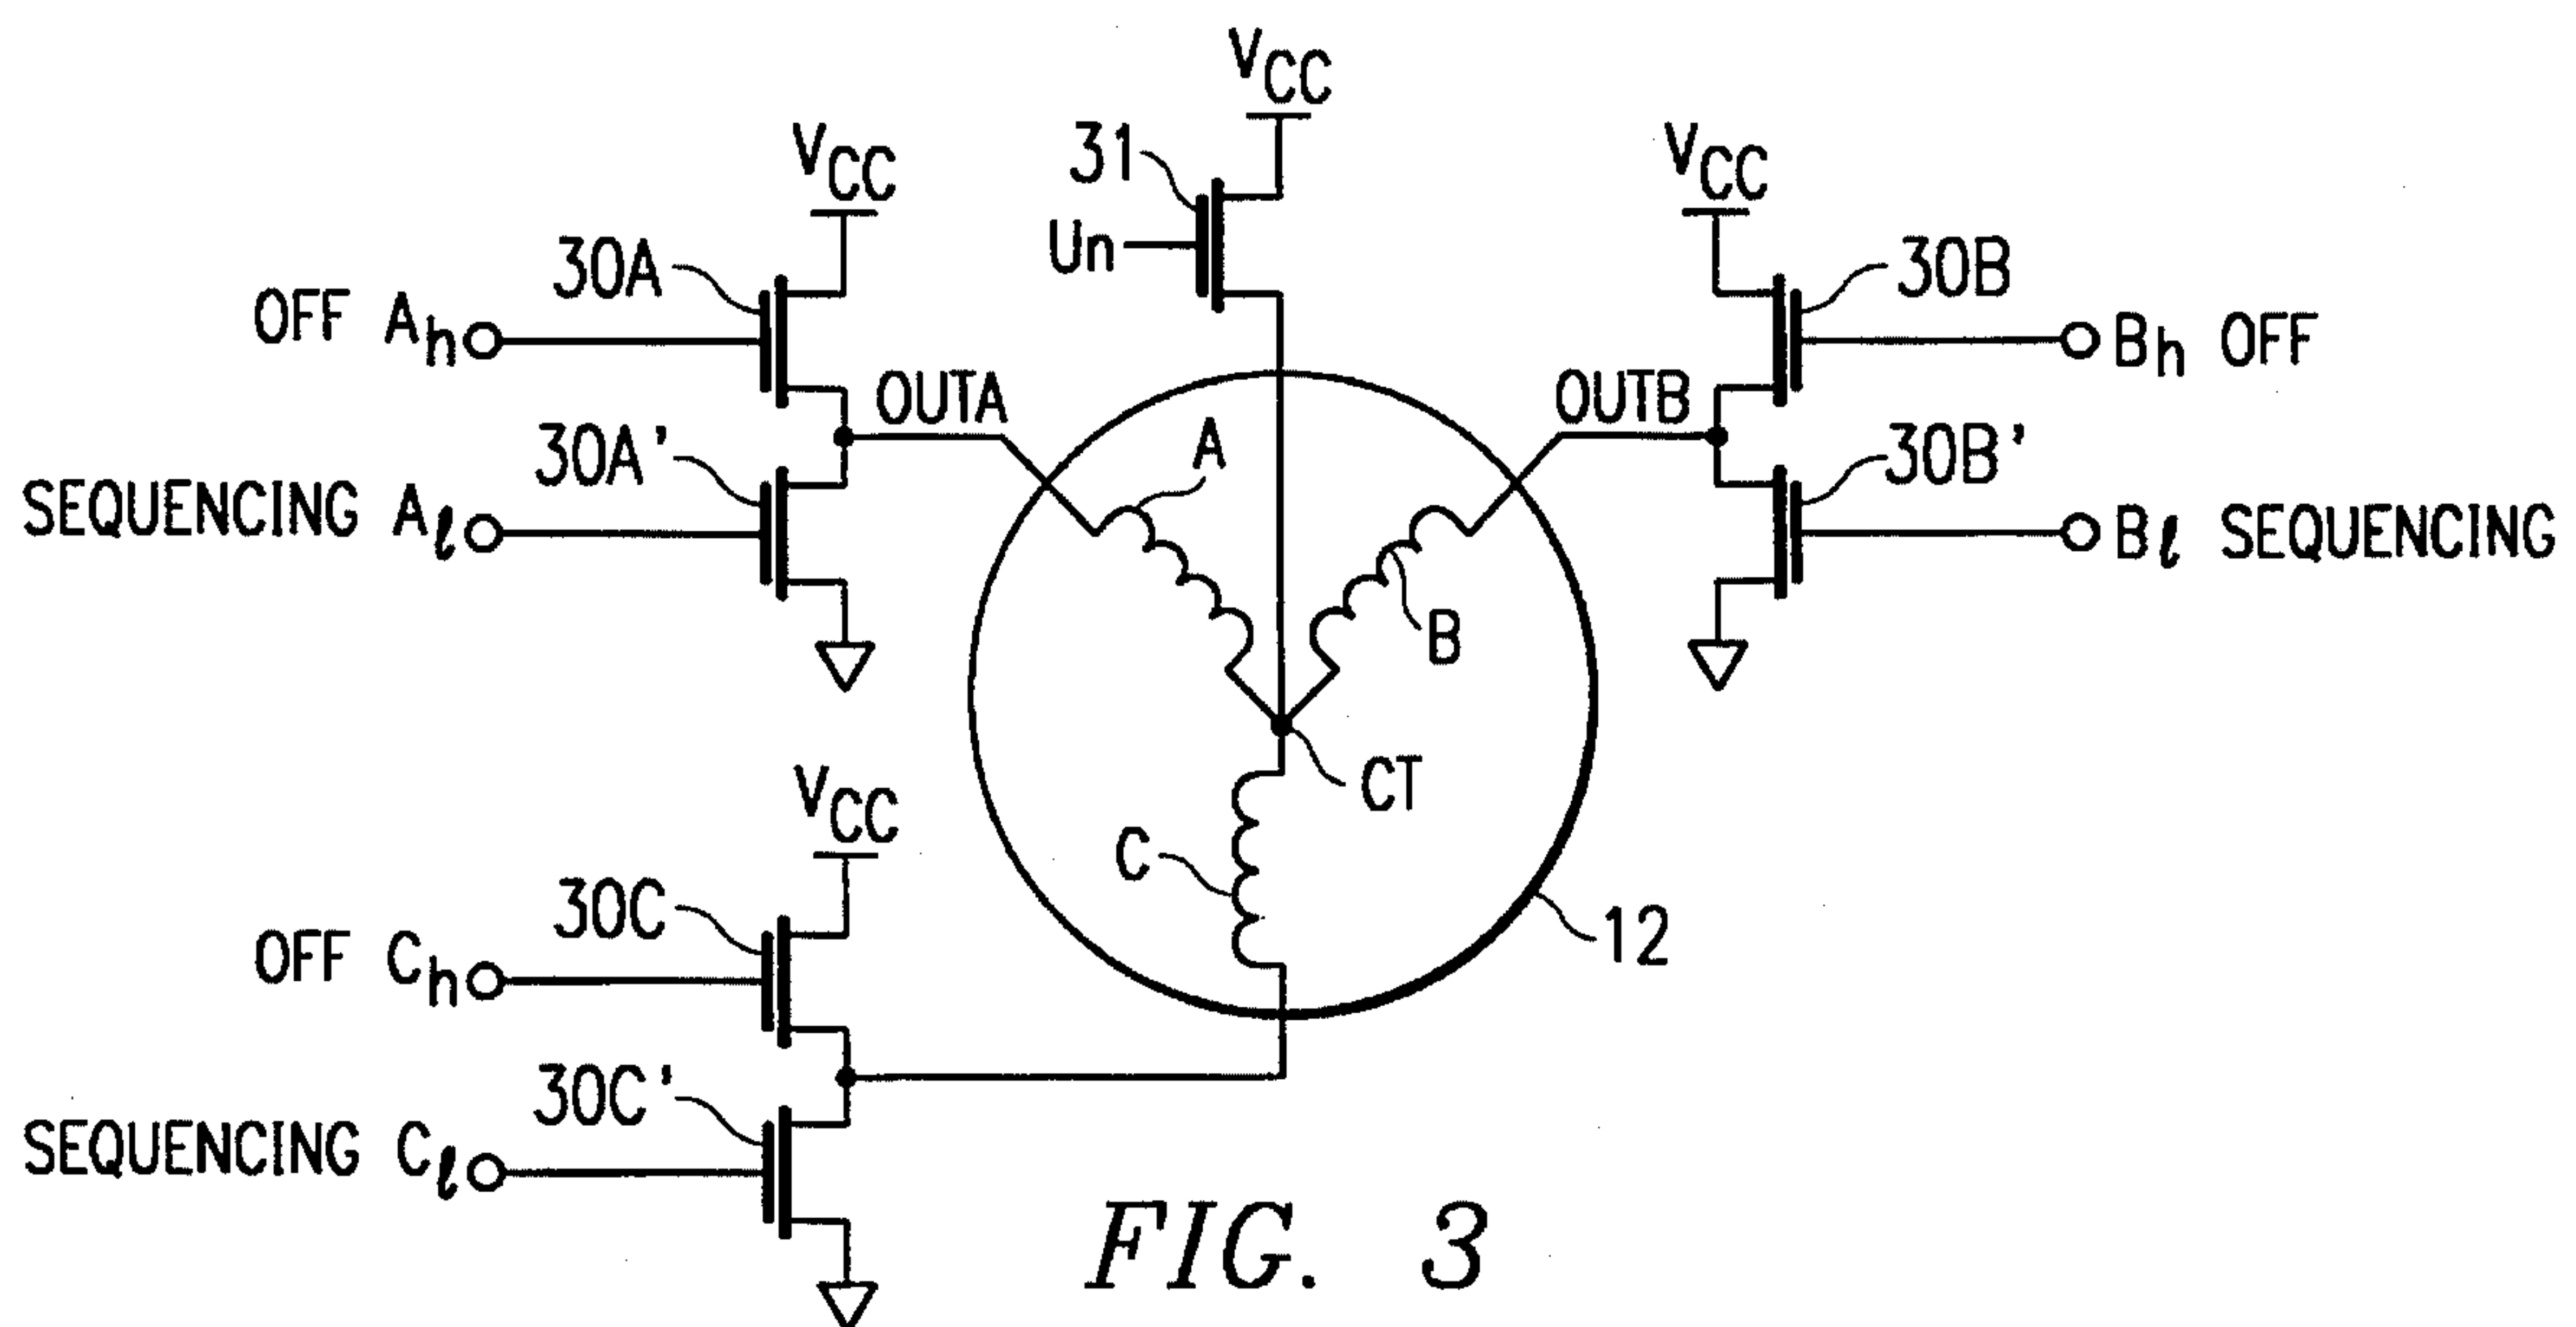 VCC
31
Un
VCC
30A
OFF Ah
OUTA
30A'
SEQUENCING Aℓ
VCC
30B
Bh OFF
OUTB
30B'
Bℓ SEQUENCING
A
B
CT
C
12
VCC
30C
OFF Ch
30C'
SEQUENCING Cℓ
FIG. 3